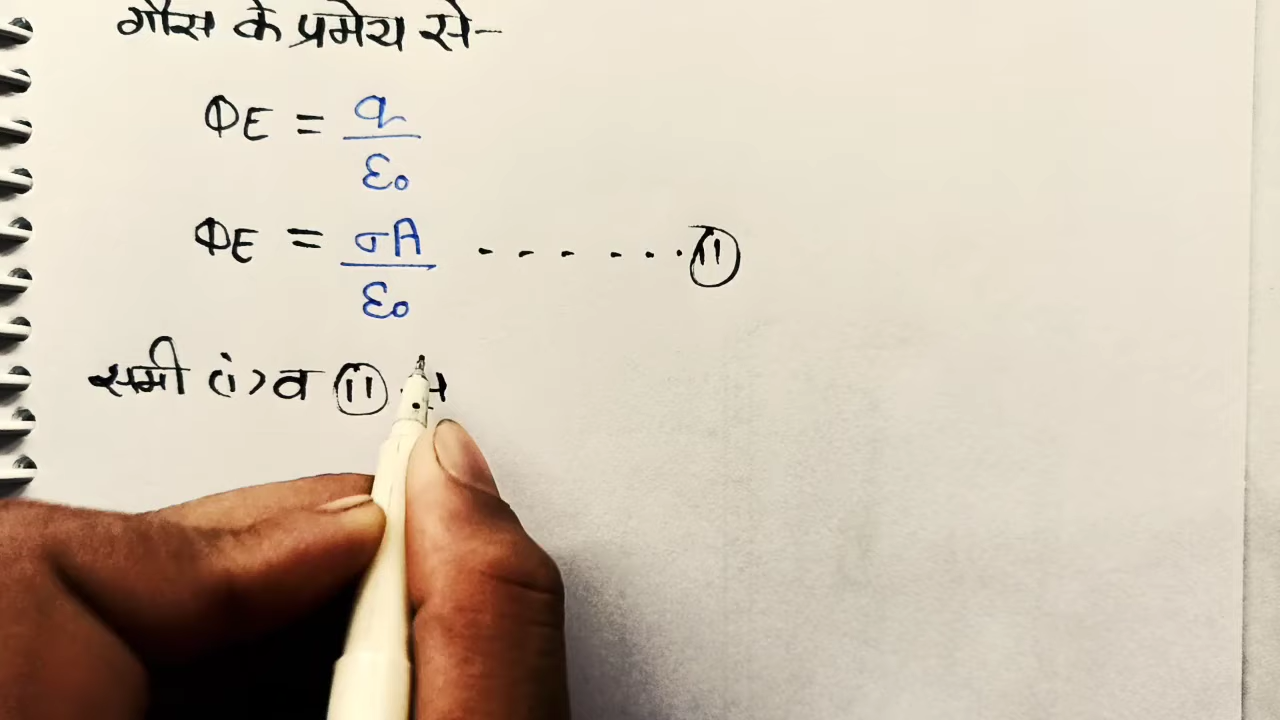 गौस के प्रमेय से-
ΦE = q/ε₀
ΦE = σA/ε₀ . . . . . . (ii)
समी (i) व (ii)